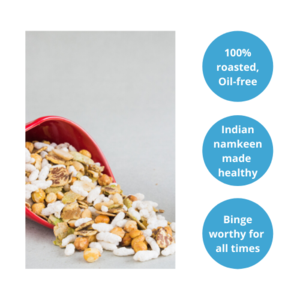 100%
roasted,
Oil-free
Indian
namkeen
made
healthy
Binge
worthy for
all times